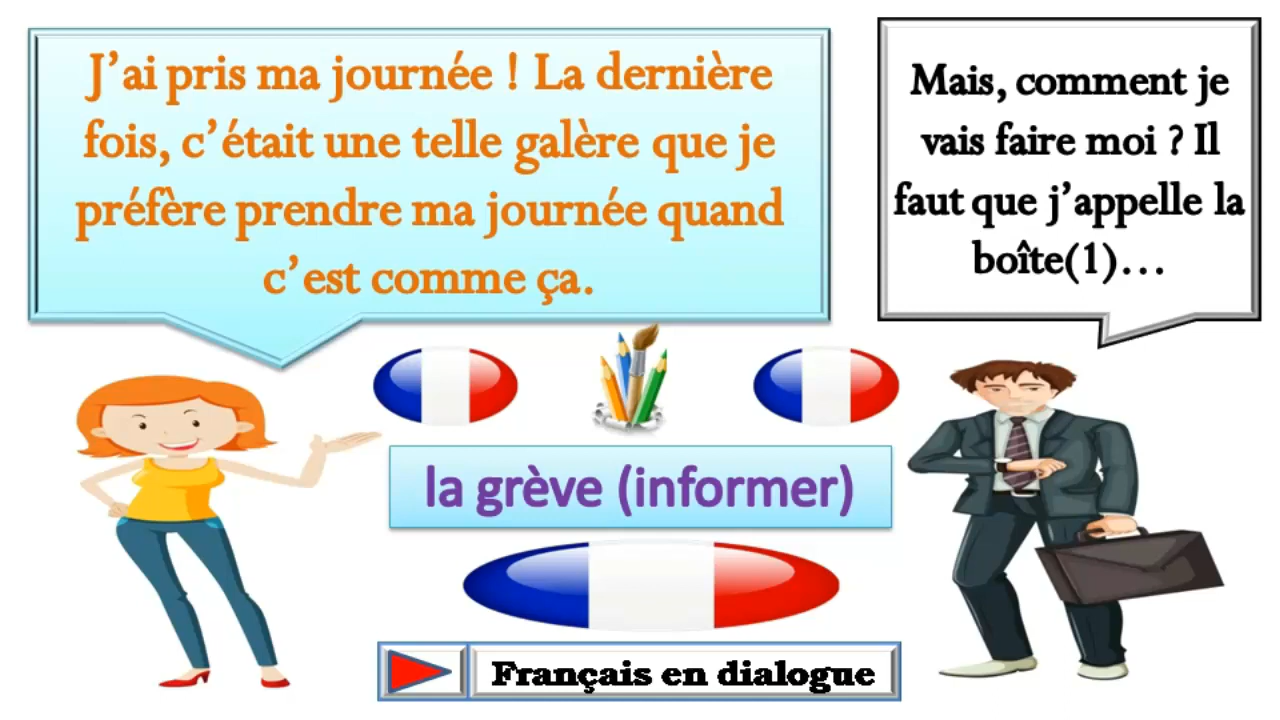 J’ai pris ma journée ! La dernière
fois, c’était une telle galère que je
préfère prendre ma journée quand
c’est comme ça.
Mais, comment je
vais faire moi ? Il
faut que j’appelle la
boîte(1)…
la grève (informer)
Français en dialogue